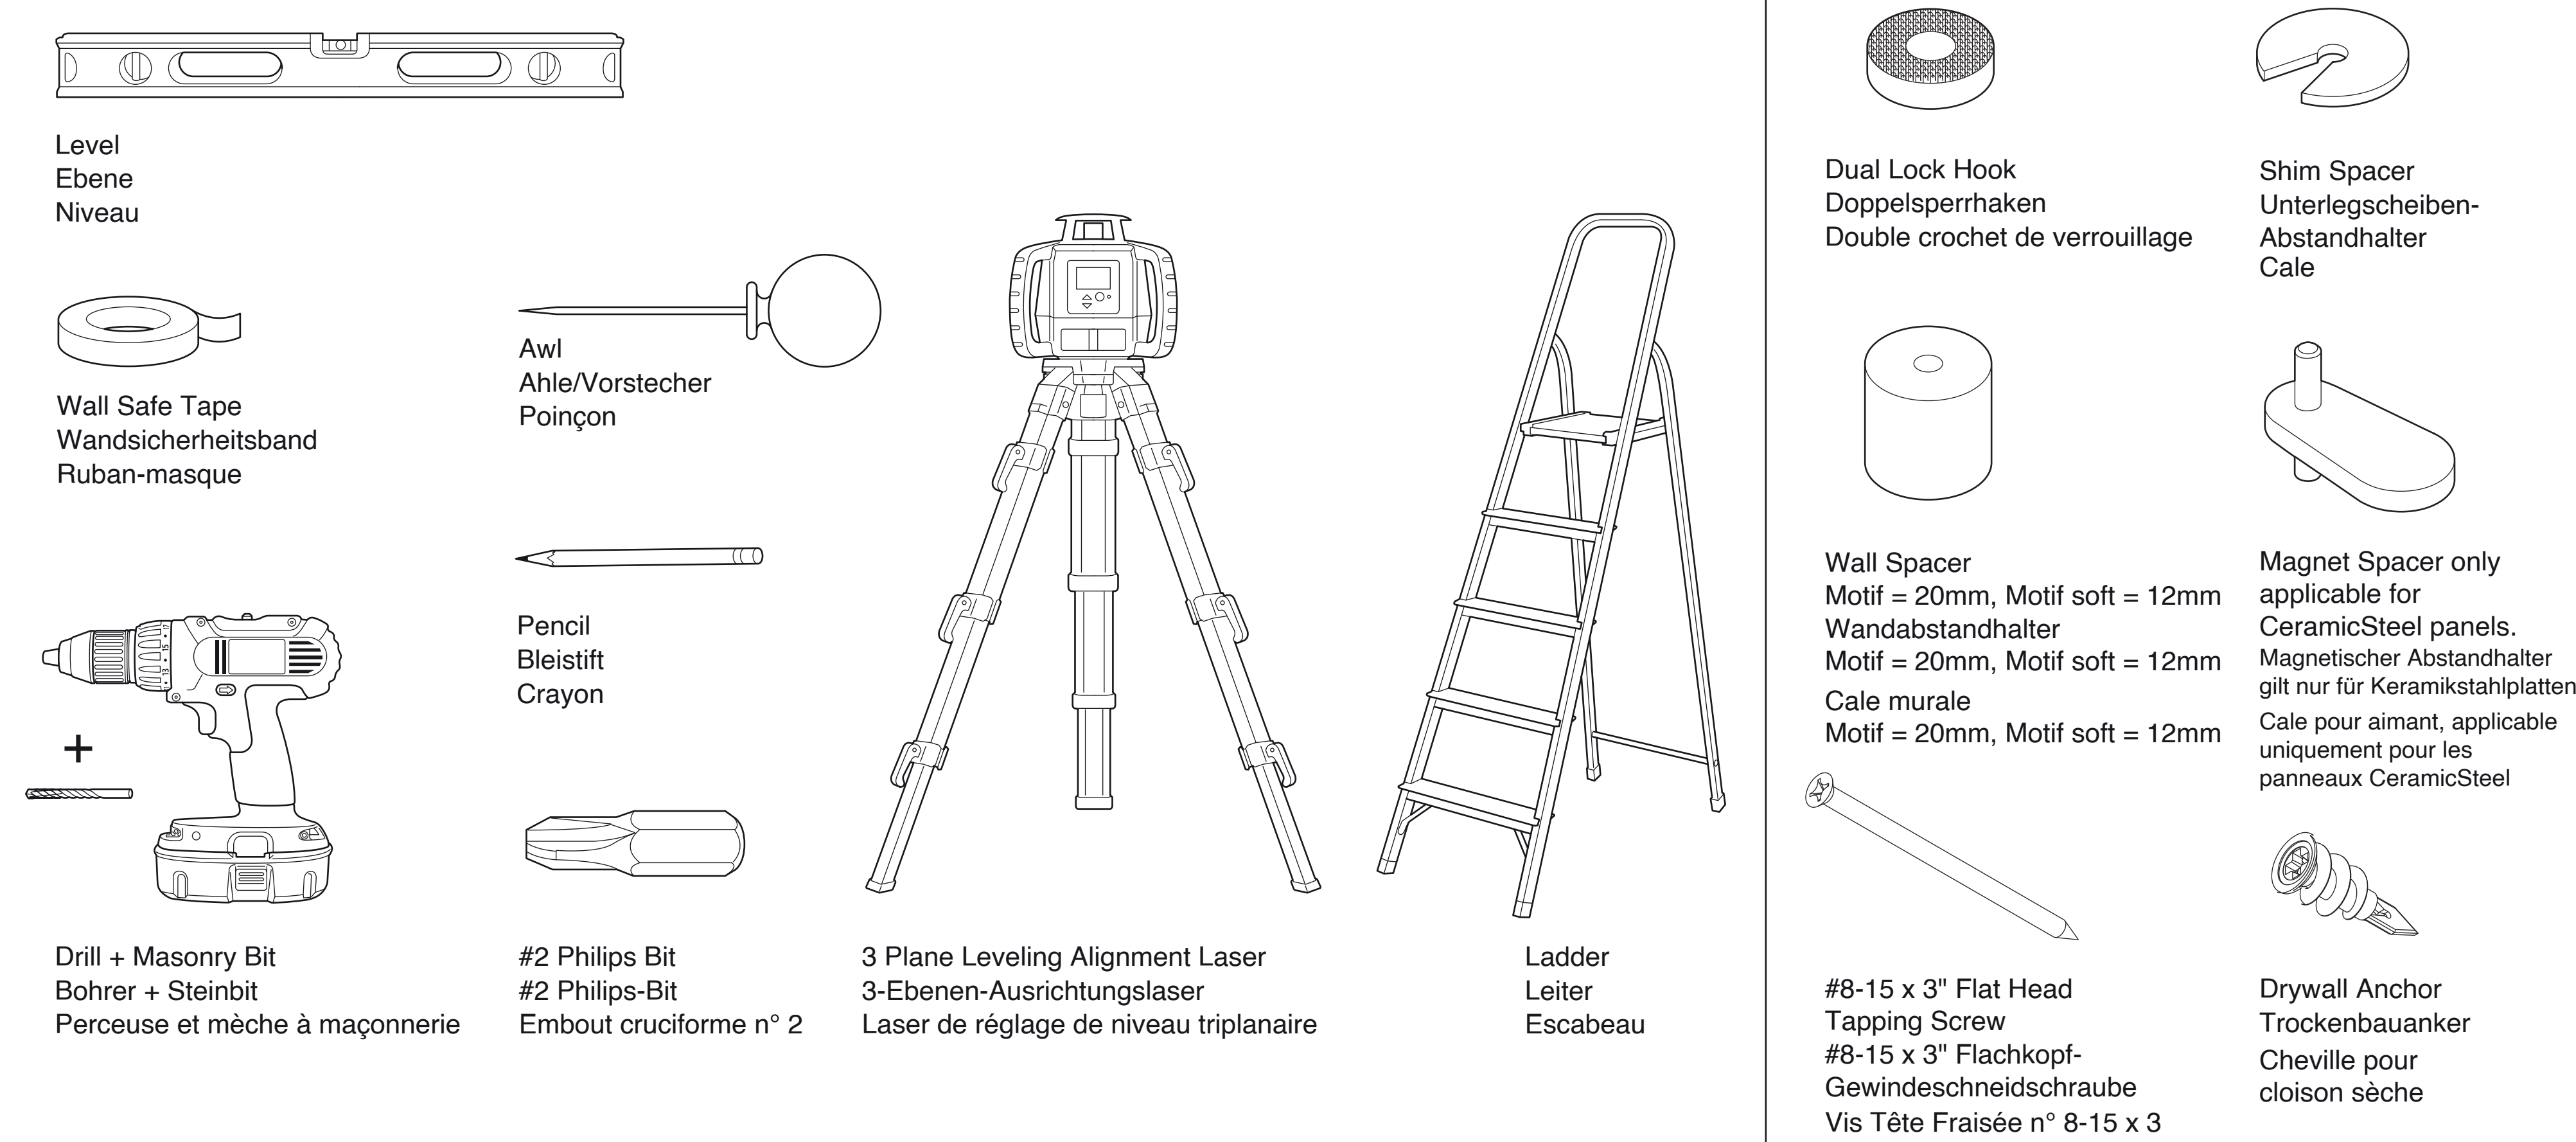 Level
Ebene
Niveau
Wall Safe Tape
Wandsicherheitsband
Ruban-masque
Awl
Ahle/Vorstecher
Poinçon
Pencil
Bleistift
Crayon
+
Drill + Masonry Bit
Bohrer + Steinbit
Perceuse et mèche à maçonnerie
#2 Philips Bit
#2 Philips-Bit
Embout cruciforme n° 2
3 Plane Leveling Alignment Laser
3-Ebenen-Ausrichtungslaser
Laser de réglage de niveau triplanaire
Ladder
Leiter
Escabeau
Dual Lock Hook
Doppelsperrhaken
Double crochet de verrouillage
Shim Spacer
Unterlegscheiben-
Abstandhalter
Cale
Wall Spacer
Motif = 20mm, Motif soft = 12mm
Wandabstandhalter
Motif = 20mm, Motif soft = 12mm
Cale murale
Motif = 20mm, Motif soft = 12mm
Magnet Spacer only
applicable for
CeramicSteel panels.
Magnetischer Abstandhalter
gilt nur für Keramikstahlplatten
Cale pour aimant, applicable
uniquement pour les
panneaux CeramicSteel
#8-15 x 3" Flat Head
Tapping Screw
#8-15 x 3" Flachkopf-
Gewindeschneidschraube
Vis Tête Fraisée n° 8-15 x 3
Drywall Anchor
Trockenbauanker
Cheville pour
cloison sèche